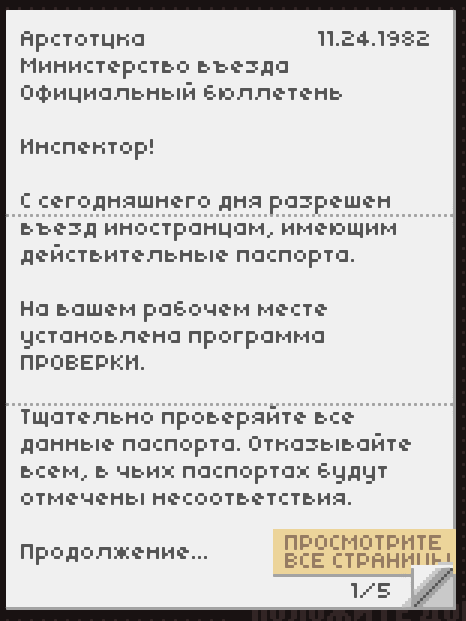 Арстотцка 11.24.1982
Министерство въезда
Официальный бюллетень
Инспектор!
С сегодняшнего дня разрешен
въезд иностранцам, имеющим
действительные паспорта.
На вашем рабочем месте
установлена программа
ПРОВЕРКИ.
Тщательно проверяйте все
данные паспорта. Отказывайте
всем, в чьих паспортах будут
отмечены несоответствия.
Продолжение...
ПРОСМОТРИТЕ
ВСЕ СТРАНИЦЫ
1/5